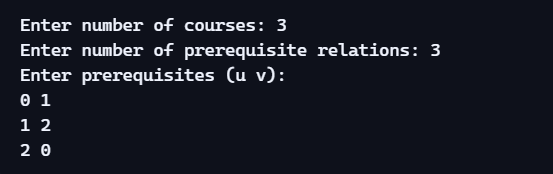 Enter number of courses: 3
Enter number of prerequisite relations: 3
Enter prerequisites (u v):
0 1
1 2
2 0